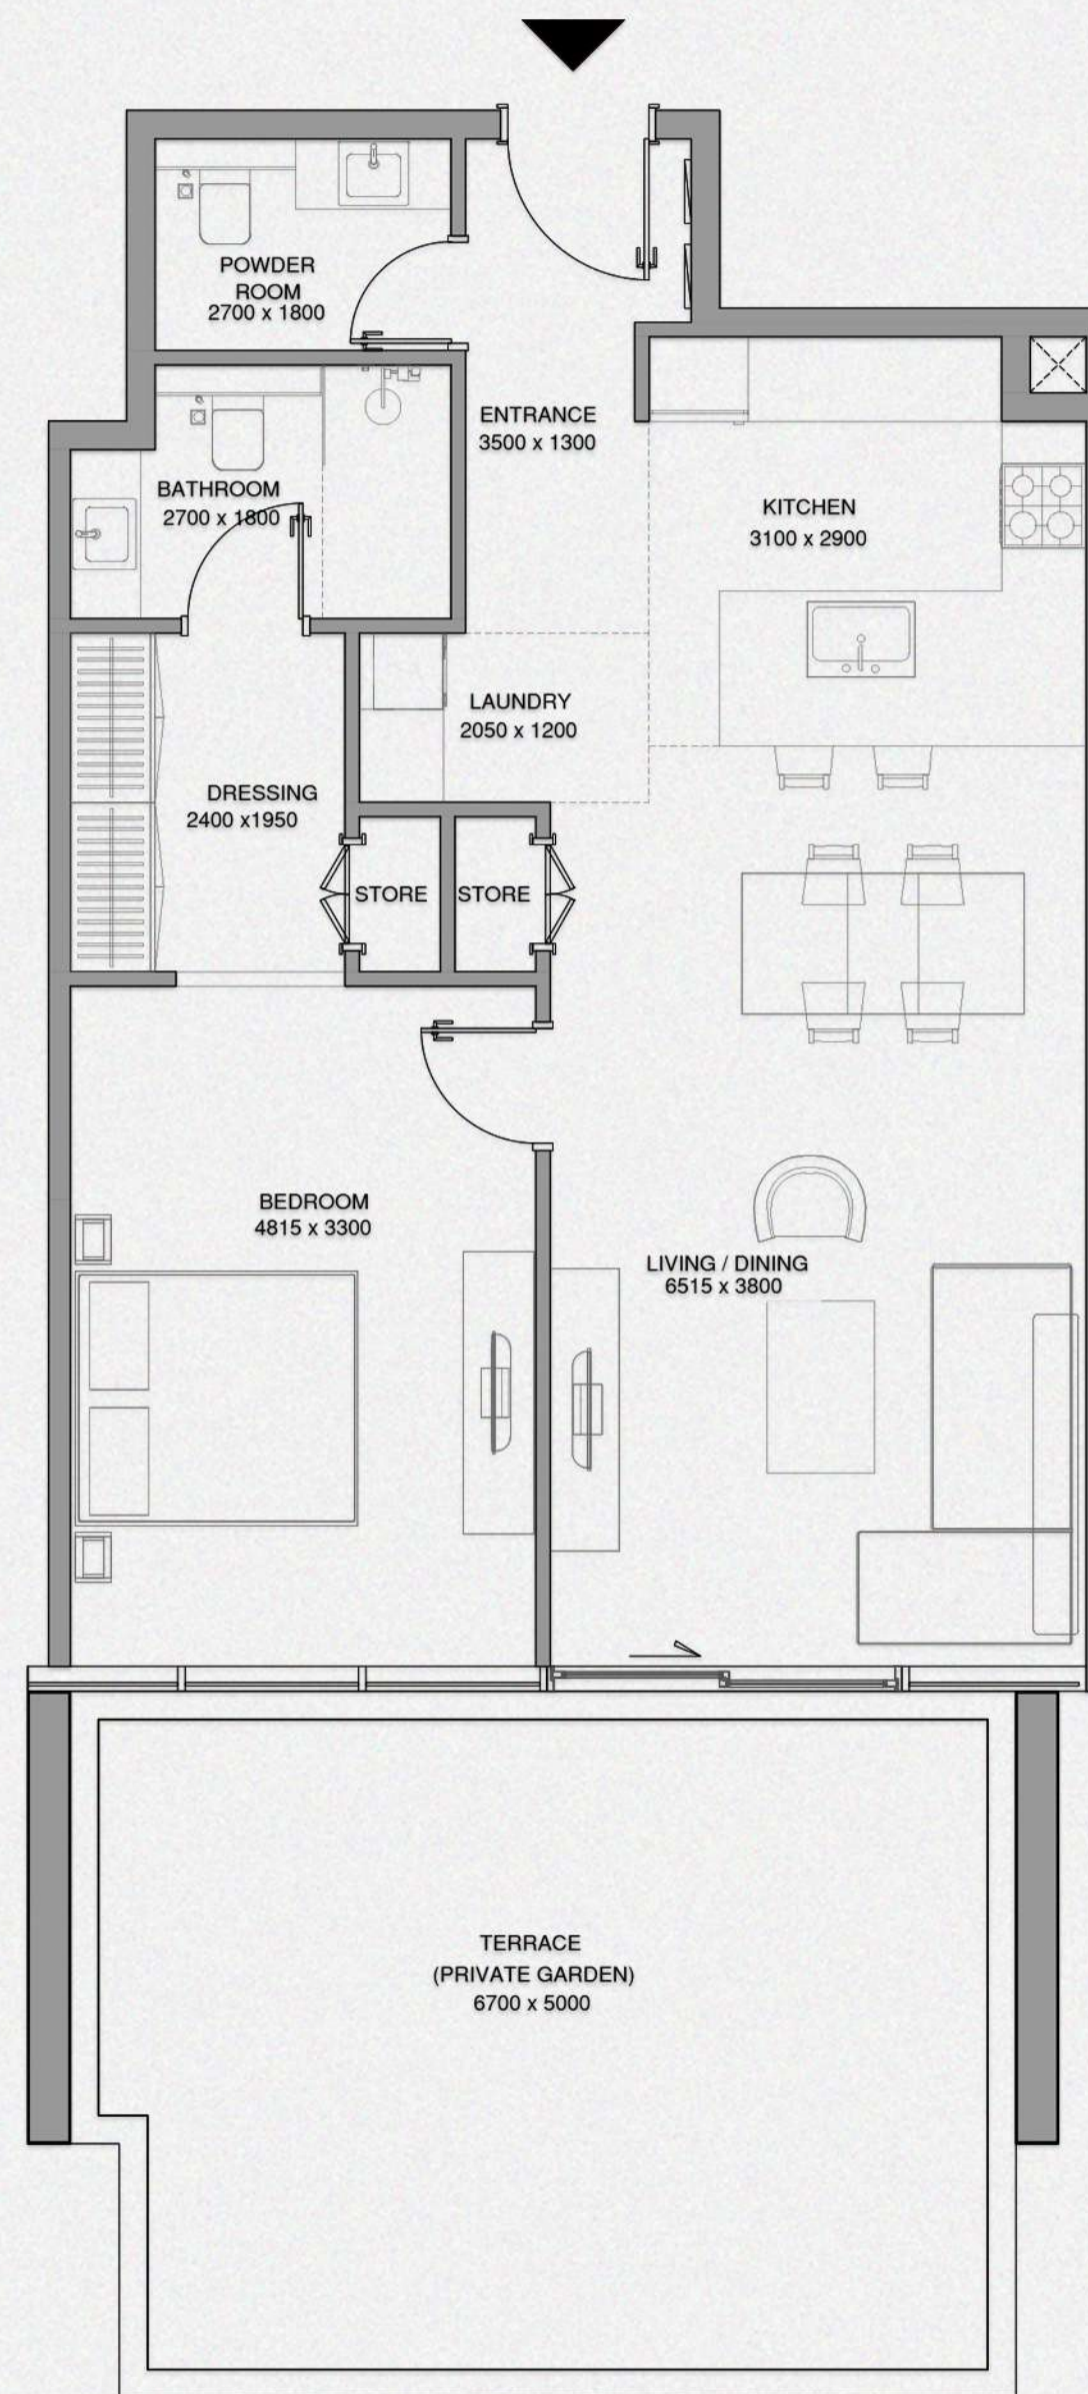 POWDER
ROOM
2700 x 1800
ENTRANCE
3500 x 1300
BATHROOM
2700 x 1800
KITCHEN
3100 x 2900
LAUNDRY
2050 x 1200
DRESSING
2400 x1950
STORE
STORE
BEDROOM
4815 x 3300
LIVING / DINING
6515 x 3800
TERRACE
(PRIVATE GARDEN)
6700 x 5000